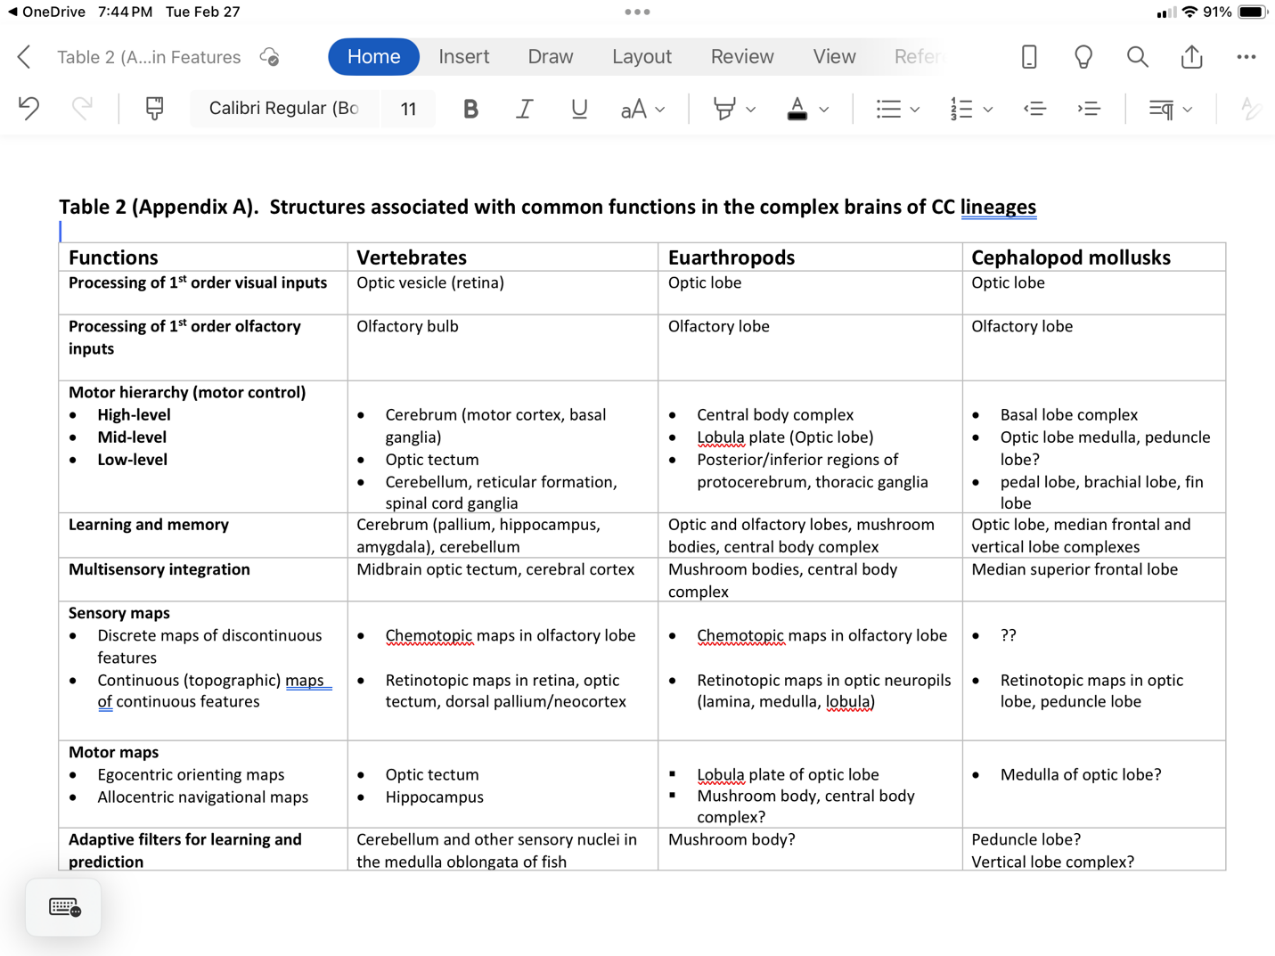 OneDrive 7:44 PM Tue Feb 27
91%
Table 2 (A...in Features
Home Insert Draw Layout Review View Refer
Calibri Regular (Bo 11 B I U aA A
Table 2 (Appendix A). Structures associated with common functions in the complex brains of CC lineages
Functions Vertebrates Euarthropods Cephalopod mollusks
Processing of 1st order visual inputs Optic vesicle (retina) Optic lobe Optic lobe
Processing of 1st order olfactory Olfactory bulb Olfactory lobe Olfactory lobe
inputs
Motor hierarchy (motor control)
• High-level • Cerebrum (motor cortex, basal • Central body complex • Basal lobe complex
• Mid-level ganglia) • Lobula plate (Optic lobe) • Optic lobe medulla, peduncle
• Low-level • Optic tectum • Posterior/inferior regions of lobe?
• Cerebellum, reticular formation, protocerebrum, thoracic ganglia • pedal lobe, brachial lobe, fin
spinal cord ganglia lobe
Learning and memory Cerebrum (pallium, hippocampus, Optic and olfactory lobes, mushroom Optic lobe, median frontal and
amygdala), cerebellum bodies, central body complex vertical lobe complexes
Multisensory integration Midbrain optic tectum, cerebral cortex Mushroom bodies, central body Median superior frontal lobe
complex
Sensory maps
• Discrete maps of discontinuous • Chemotopic maps in olfactory lobe • Chemotopic maps in olfactory lobe • ??
features
• Continuous (topographic) maps • Retinotopic maps in retina, optic • Retinotopic maps in optic neuropils • Retinotopic maps in optic
of continuous features tectum, dorsal pallium/neocortex (lamina, medulla, lobula) lobe, peduncle lobe
Motor maps
• Egocentric orienting maps • Optic tectum ▪ Lobula plate of optic lobe • Medulla of optic lobe?
• Allocentric navigational maps • Hippocampus ▪ Mushroom body, central body
complex?
Adaptive filters for learning and Cerebellum and other sensory nuclei in Mushroom body? Peduncle lobe?
prediction the medulla oblongata of fish Vertical lobe complex?